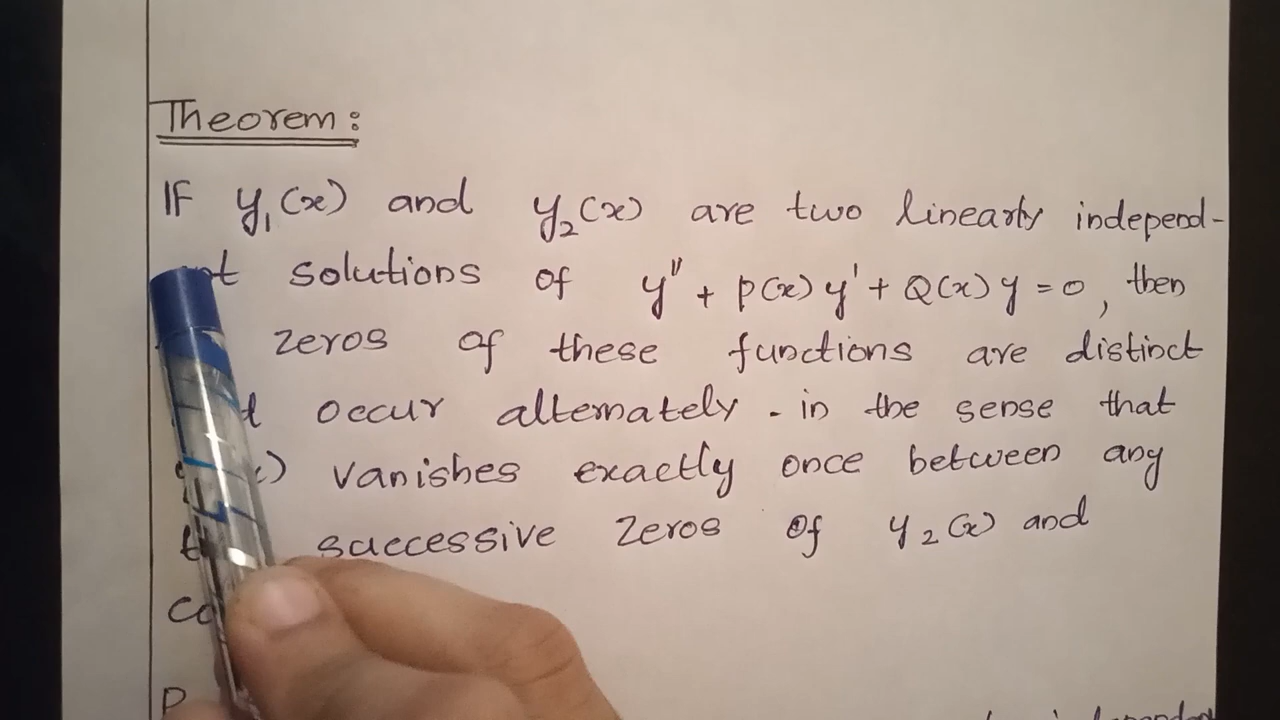 Theorem:
IF y₁(x) and y₂(x) are two linearly independ-
solutions of y" + P(x) y' + Q(x) y = 0, then
zeros of these functions are distinct
occur alternately - in the sense that
vanishes exactly once between any
successive zeros of y₂(x) and